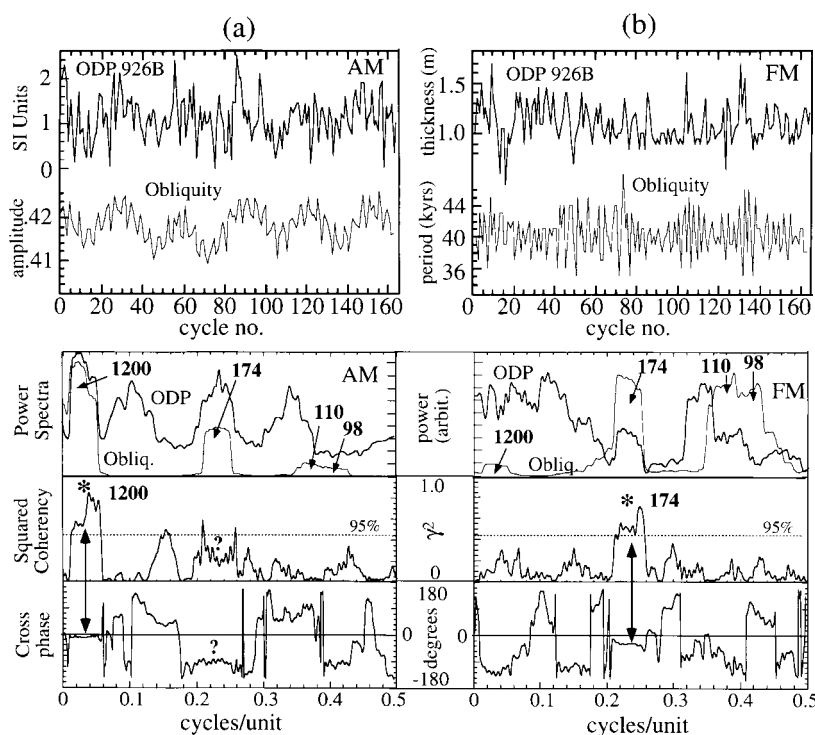 (a)
(b)
SI Units
2
1
0
ODP 926B
AM
Obliquity
amplitude
42
41
0 20 40 60 80 100 120 140 160
cycle no.
thickness (m)
1.5
1.0
ODP 926B
FM
Obliquity
period (kyrs)
44
40
36
0 20 40 60 80 100 120 140 160
cycle no.
Power Spectra
1200
ODP
174
AM
110
98
Obliq.
power (arbit.)
ODP
174
110
98
FM
1200
Obliq.
Squared Coherency
* 1200
?
95%
1.0
γ2
0
* 174
95%
Cross phase
?
180
0
-180
degrees
0
0 0.1 0.2 0.3 0.4 0.5
cycles/unit
0 0.1 0.2 0.3 0.4 0.5
cycles/unit